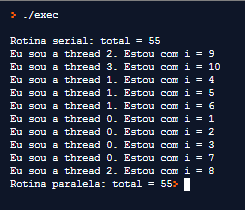 > ./exec
Rotina serial: total = 55
Eu sou a thread 2. Estou com i = 9
Eu sou a thread 3. Estou com i = 10
Eu sou a thread 1. Estou com i = 4
Eu sou a thread 1. Estou com i = 5
Eu sou a thread 1. Estou com i = 6
Eu sou a thread 0. Estou com i = 1
Eu sou a thread 0. Estou com i = 2
Eu sou a thread 0. Estou com i = 3
Eu sou a thread 0. Estou com i = 7
Eu sou a thread 2. Estou com i = 8
Rotina paralela: total = 55>